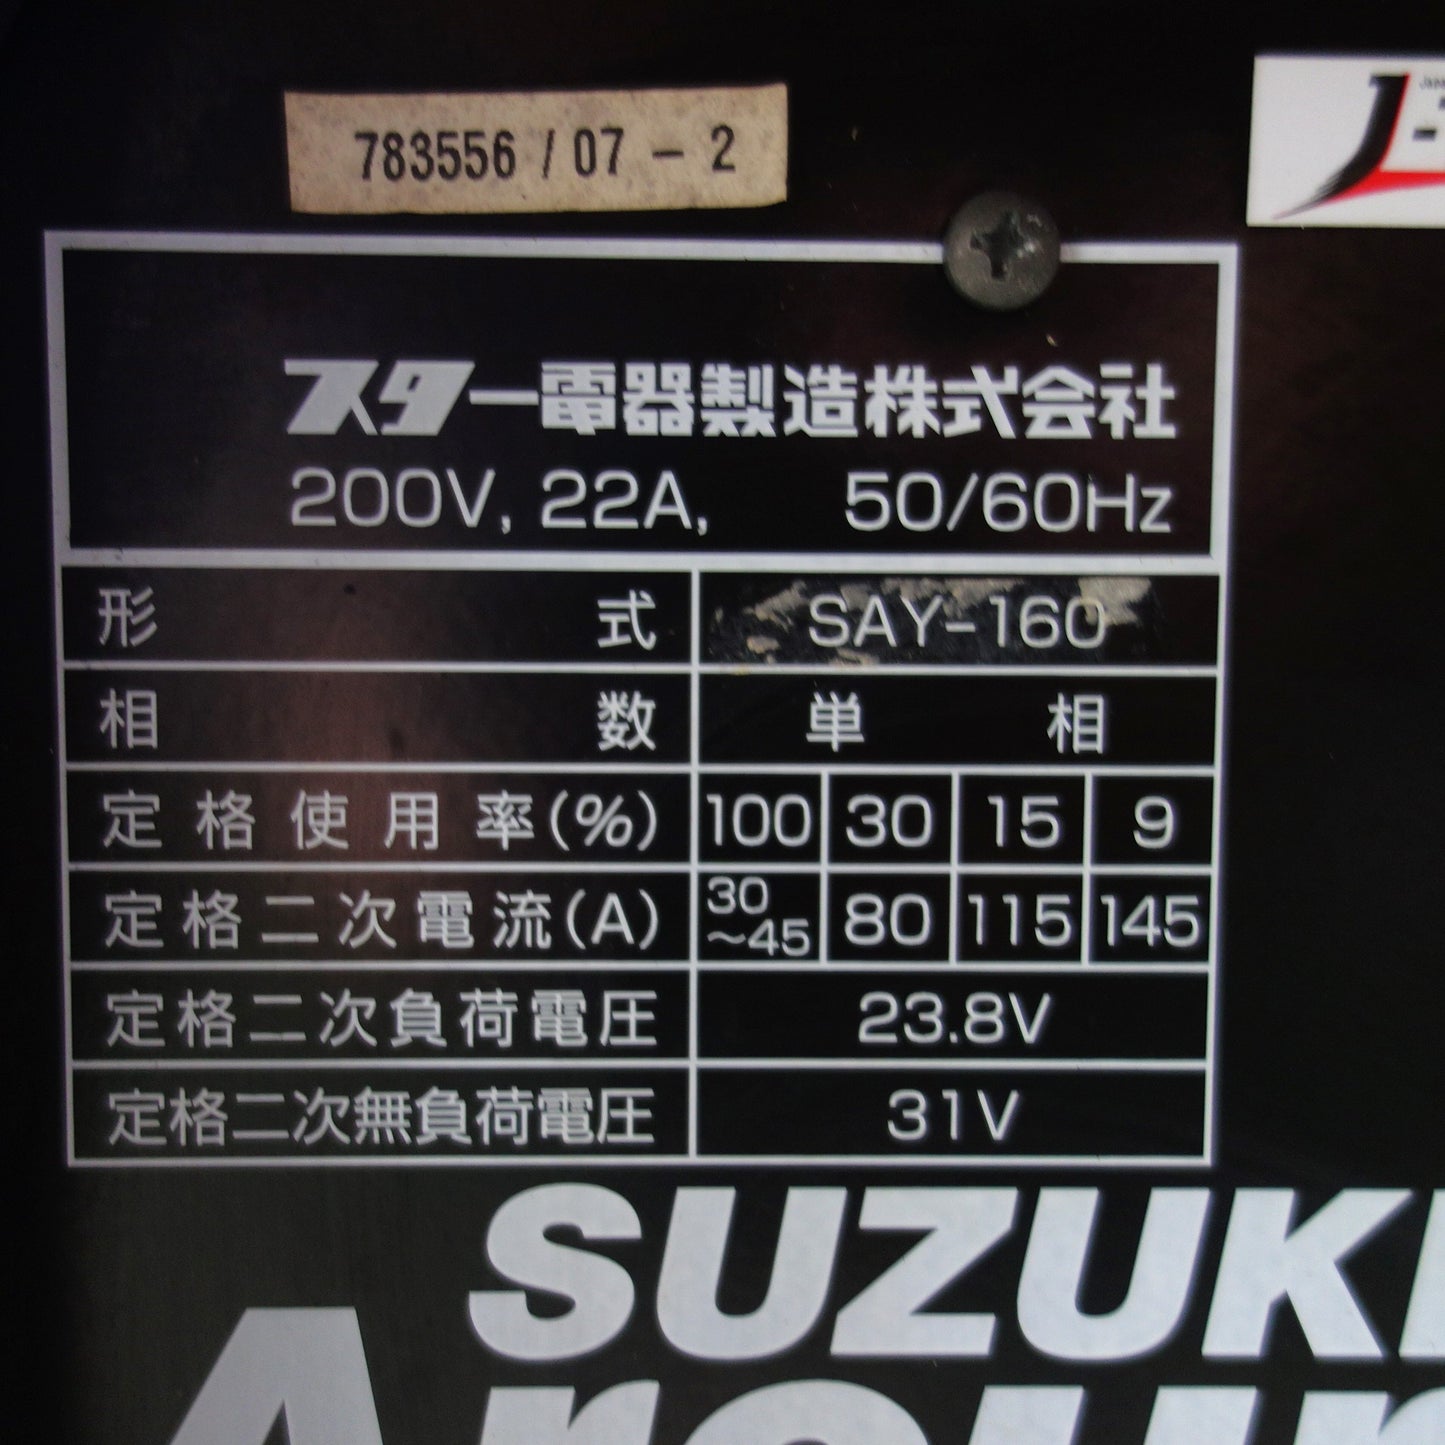 783556 / 07 - 2
スター電器製造株式会社
200V, 22A, 50/60Hz
形式 SAY-160
相数 単相
定格使用率(%) 100 30 15 9
定格二次電流(A) 30~45 80 115 145
定格二次負荷電圧 23.8V
定格二次無負荷電圧 31V
SUZUKI